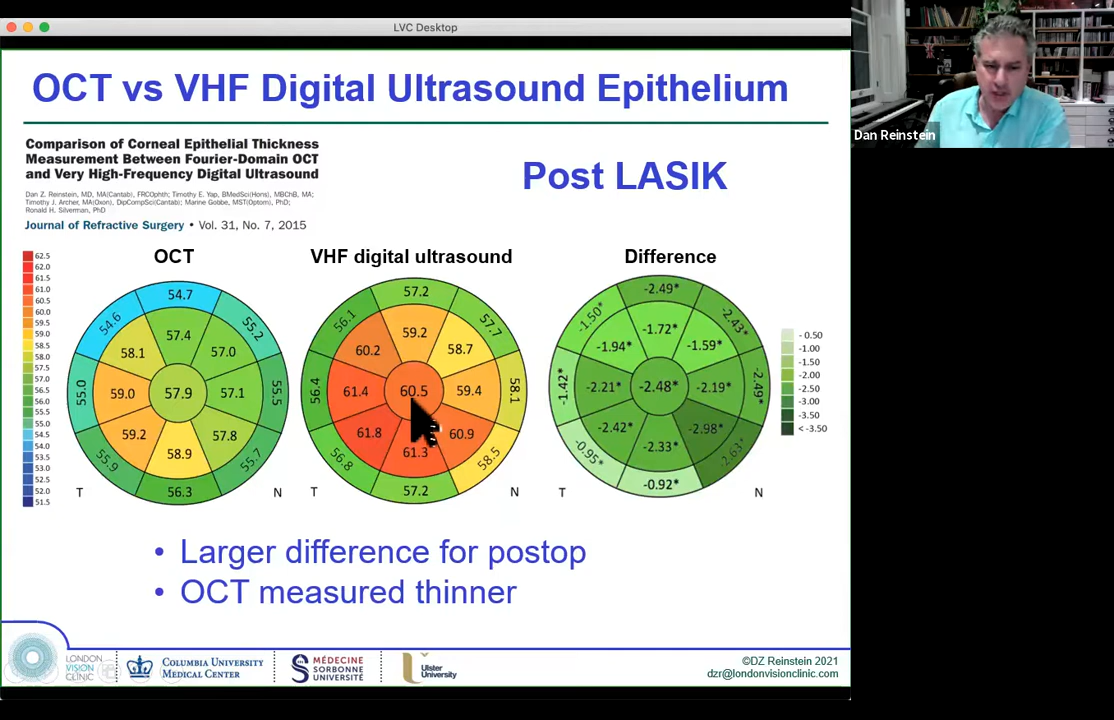 LVC Desktop
Dan Reinstein
OCT vs VHF Digital Ultrasound Epithelium
Comparison of Corneal Epithelial Thickness
Measurement Between Fourier-Domain OCT
and Very High-Frequency Digital Ultrasound
Dan Z. Reinstein, MD, MA(Cantab), FRCOphth; Timothy E. Yap, BMedSci(Hons), MBChB, MA;
Timothy J. Archer, MA(Oxon), DipCompSci(Cantab); Marine Gobbe, MST(Optom), PhD;
Ronald H. Silverman, PhD
Journal of Refractive Surgery • Vol. 31, No. 7, 2015
Post LASIK
OCT
62.5
62.0
61.5
61.0
60.5
60.0
59.5
59.0
58.5
58.0
57.5
57.0
56.5
56.0
55.5
55.0
54.5
54.0
53.5
53.0
52.5
52.0
51.5
54.7
54.6
55.2
57.4
58.1
57.0
55.0
59.0
57.9
57.1
55.5
59.2
57.8
58.9
55.9
55.7
56.3
T
N
VHF digital ultrasound
57.2
56.1
57.7
59.2
60.2
58.7
56.4
61.4
60.5
59.4
58.1
61.8
60.9
61.3
56.8
58.5
57.2
T
N
Difference
-2.49*
-1.50*
-2.43*
-1.72*
-1.94*
-1.59*
-1.42*
-2.21*
-2.48*
-2.19*
-2.49*
-2.42*
-2.98*
-2.33*
-0.95*
-2.63*
-0.92*
T
N
- 0.50
-1.00
-1.50
-2.00
-2.50
-3.00
-3.50
< -3.50
• Larger difference for postop
• OCT measured thinner
LONDON
VISION
CLINIC
COLUMBIA UNIVERSITY
MEDICAL CENTER
MÉDECINE
SORBONNE
UNIVERSITÉ
Ulster
University
©DZ Reinstein 2021
dzr@londonvisionclinic.com